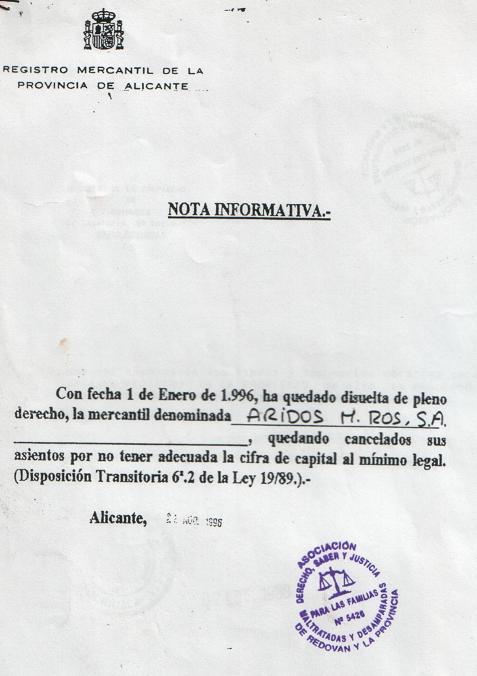 REGISTRO MERCANTIL DE LA
PROVINCIA DE ALICANTE
NOTA INFORMATIVA.-
Con fecha 1 de Enero de 1.996, ha quedado disuelta de pleno
derecho, la mercantil denominada ARIDOS M. ROS, S.A.
, quedando cancelados sus
asientos por no tener adecuada la cifra de capital al mínimo legal.
(Disposición Transitoria 6ª.2 de la Ley 19/89.).-
Alicante, 1996
ASOCIACIÓN
DERECHO, SABER Y JUSTICIA
PARA LAS FAMILIAS
Nº 5426
MALTRATADAS Y DESAMPARADAS
DE REDOVAN Y LA PROVINCIA